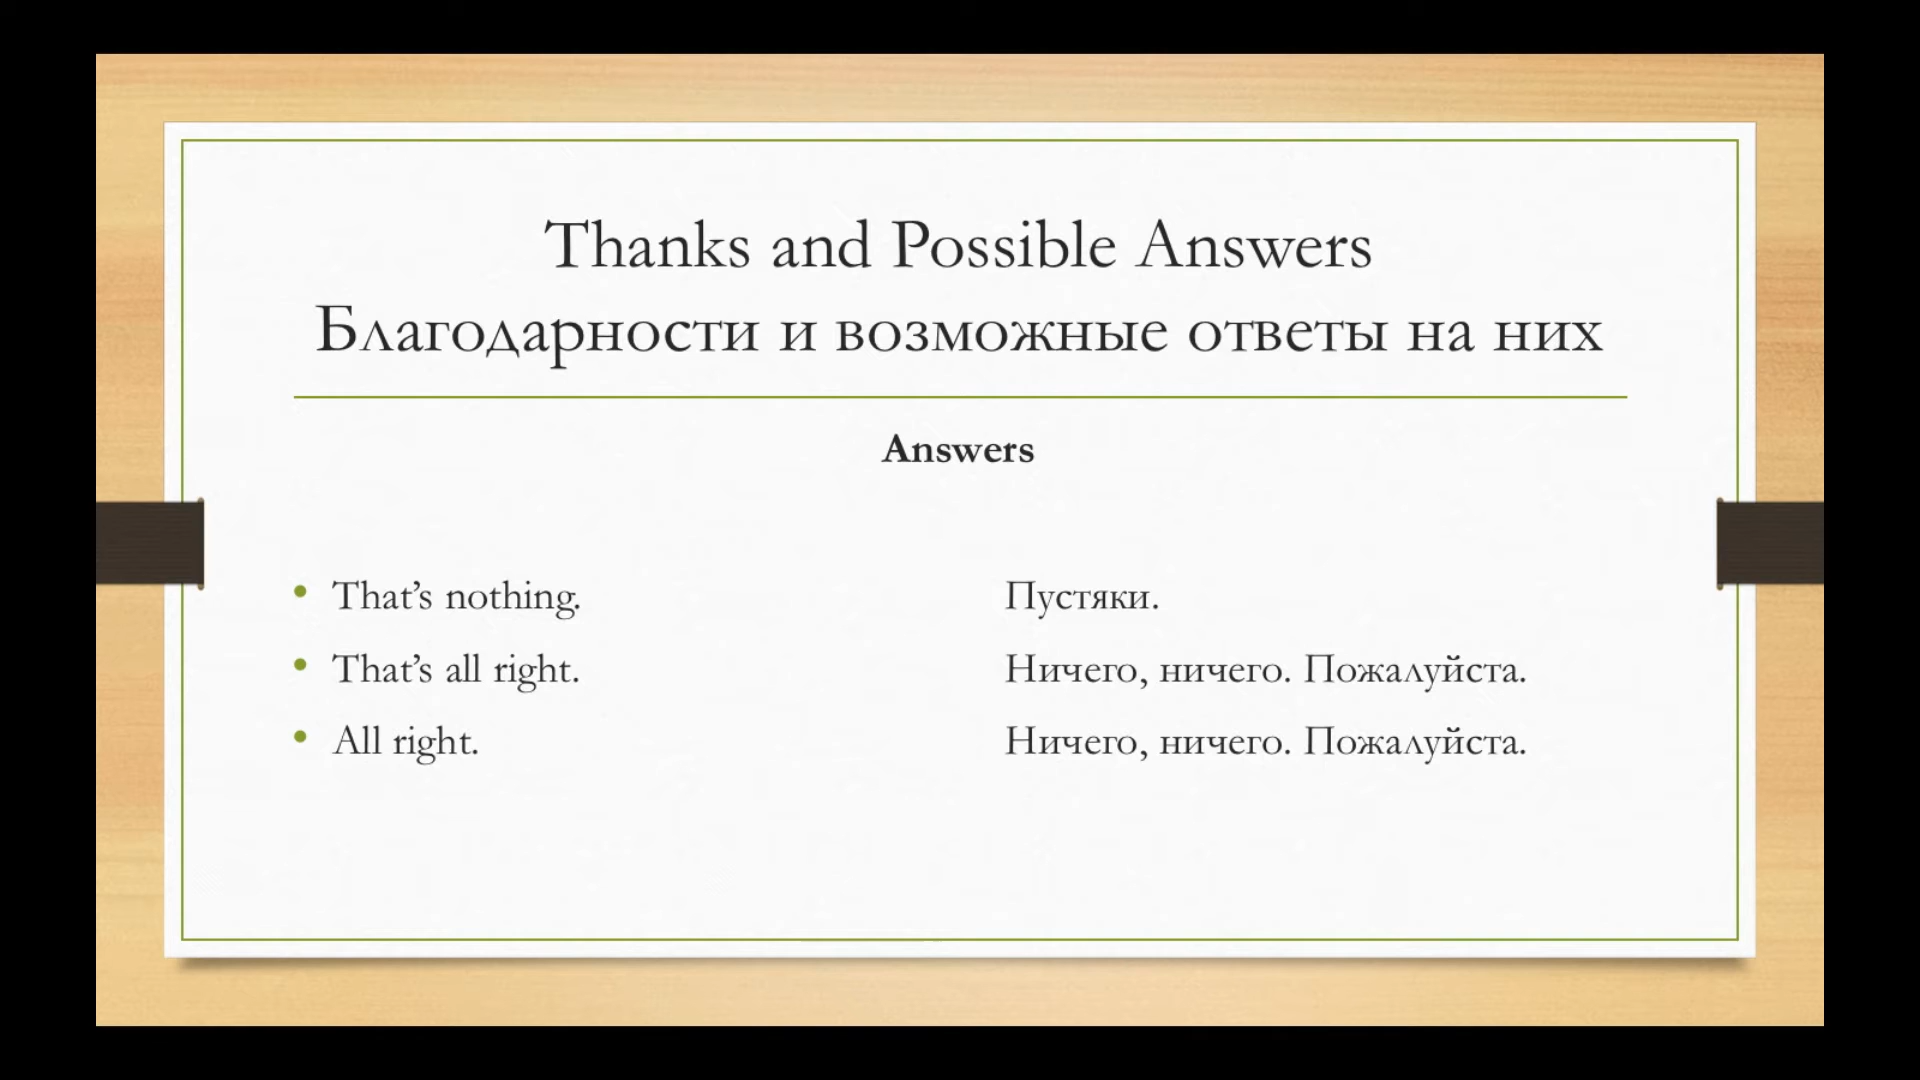 Thanks and Possible Answers
Благодарности и возможные ответы на них
Answers
• That’s nothing. Пустяки.
• That’s all right. Ничего, ничего. Пожалуйста.
• All right. Ничего, ничего. Пожалуйста.